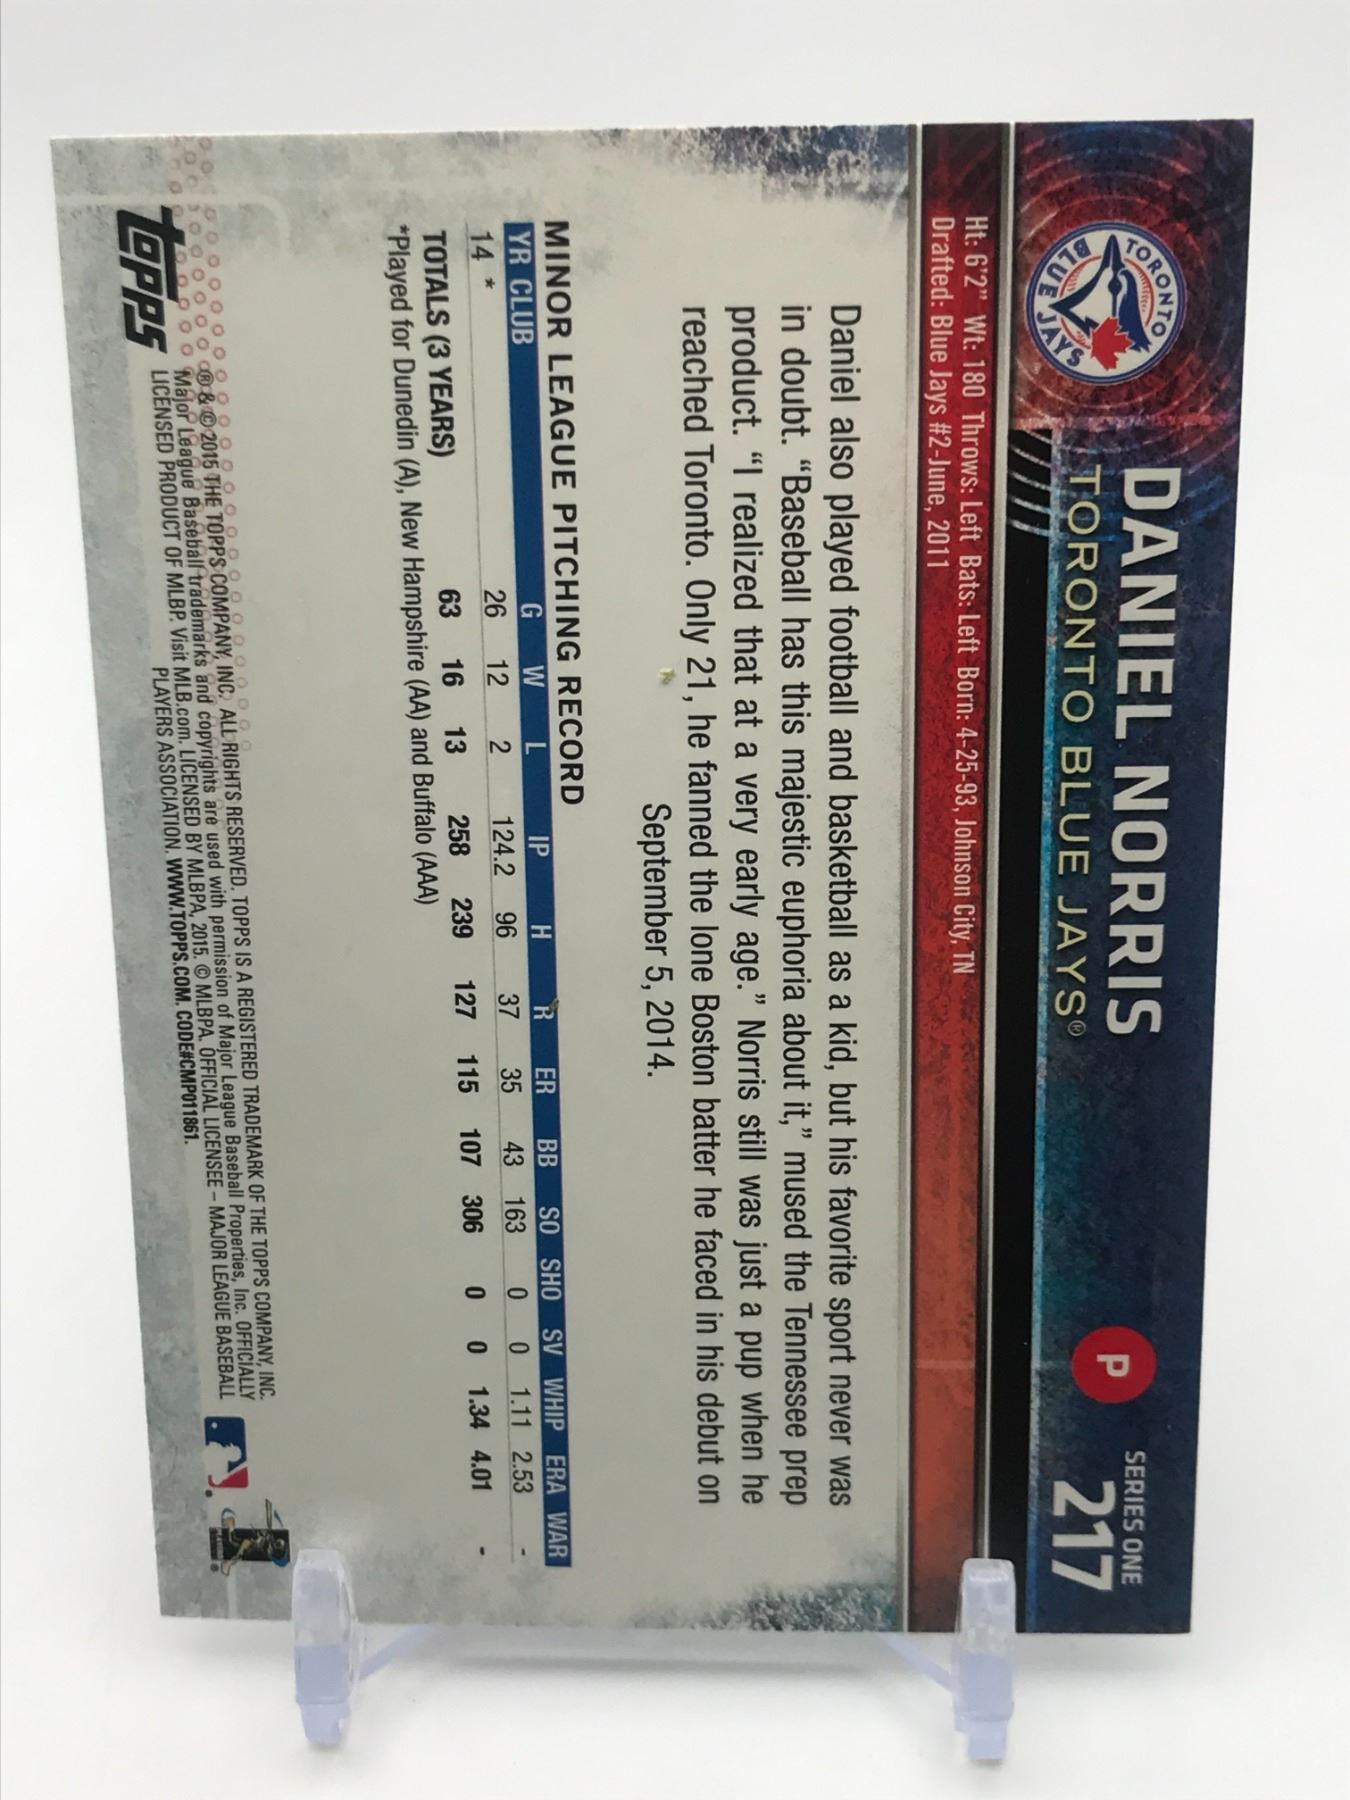 TORONTO
BLUE JAYS
DANIEL NORRIS
TORONTO BLUE JAYS®
P
SERIES ONE
217
Ht: 6'2" Wt: 180 Throws: Left Bats: Left Born: 4-25-93, Johnson City, TN
Drafted: Blue Jays #2-June, 2011
Daniel also played football and basketball as a kid, but his favorite sport never was
in doubt. “Baseball has this majestic euphoria about it,” mused the Tennessee prep
product. “I realized that at a very early age.” Norris still was just a pup when he
reached Toronto. Only 21, he fanned the lone Boston batter he faced in his debut on
September 5, 2014.
MINOR LEAGUE PITCHING RECORD
YR CLUB G W L IP H R ER BB SO SHO SV WHIP ERA WAR
14 * 26 12 2 124.2 96 37 35 43 163 0 0 1.11 2.53 -
TOTALS (3 YEARS) 63 16 13 258 239 127 115 107 306 0 0 1.34 4.01 -
*Played for Dunedin (A), New Hampshire (AA) and Buffalo (AAA)
topps
® & © 2015 THE TOPPS COMPANY, INC. ALL RIGHTS RESERVED. TOPPS IS A REGISTERED TRADEMARK OF THE TOPPS COMPANY, INC.
Major League Baseball trademarks and copyrights are used with permission of Major League Baseball Properties, Inc. OFFICIALLY
LICENSED PRODUCT OF MLBP. Visit MLB.com. LICENSED BY MLBPA, 2015. © MLBPA. OFFICIAL LICENSEE – MAJOR LEAGUE BASEBALL
PLAYERS ASSOCIATION. WWW.TOPPS.COM. CODE#CMP011861.